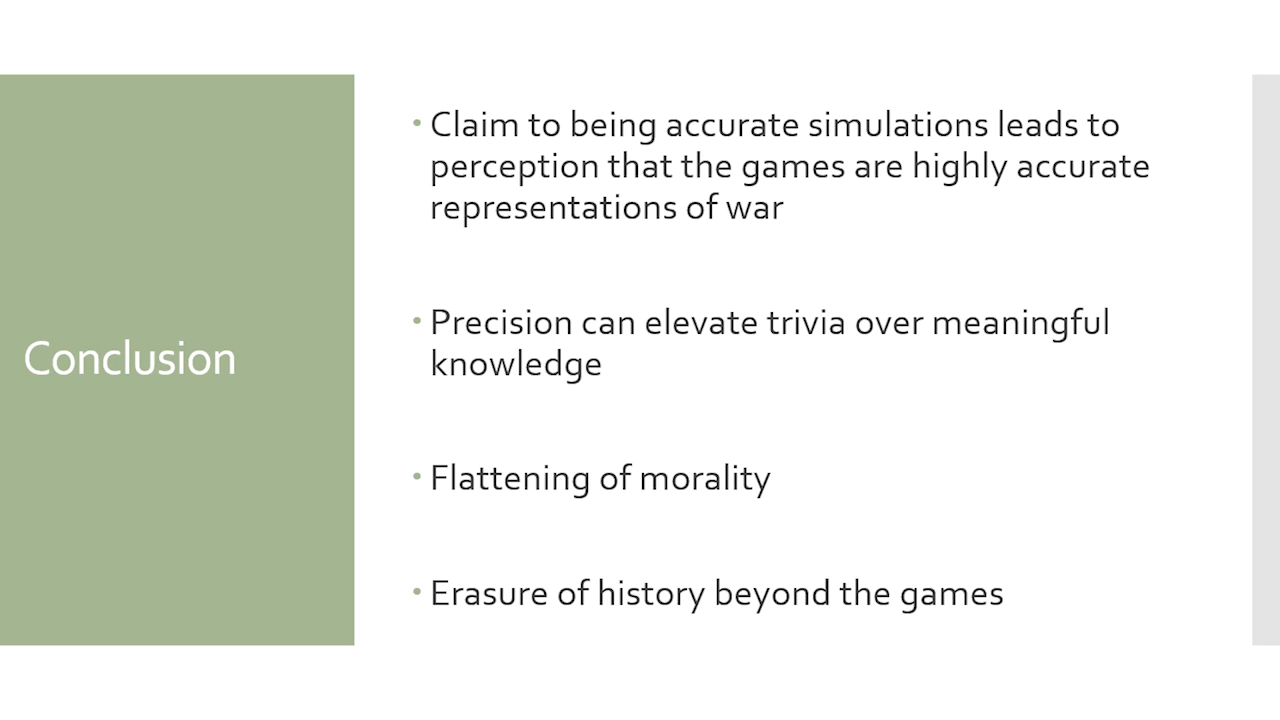 Conclusion
• Claim to being accurate simulations leads to
perception that the games are highly accurate
representations of war
• Precision can elevate trivia over meaningful
knowledge
• Flattening of morality
• Erasure of history beyond the games